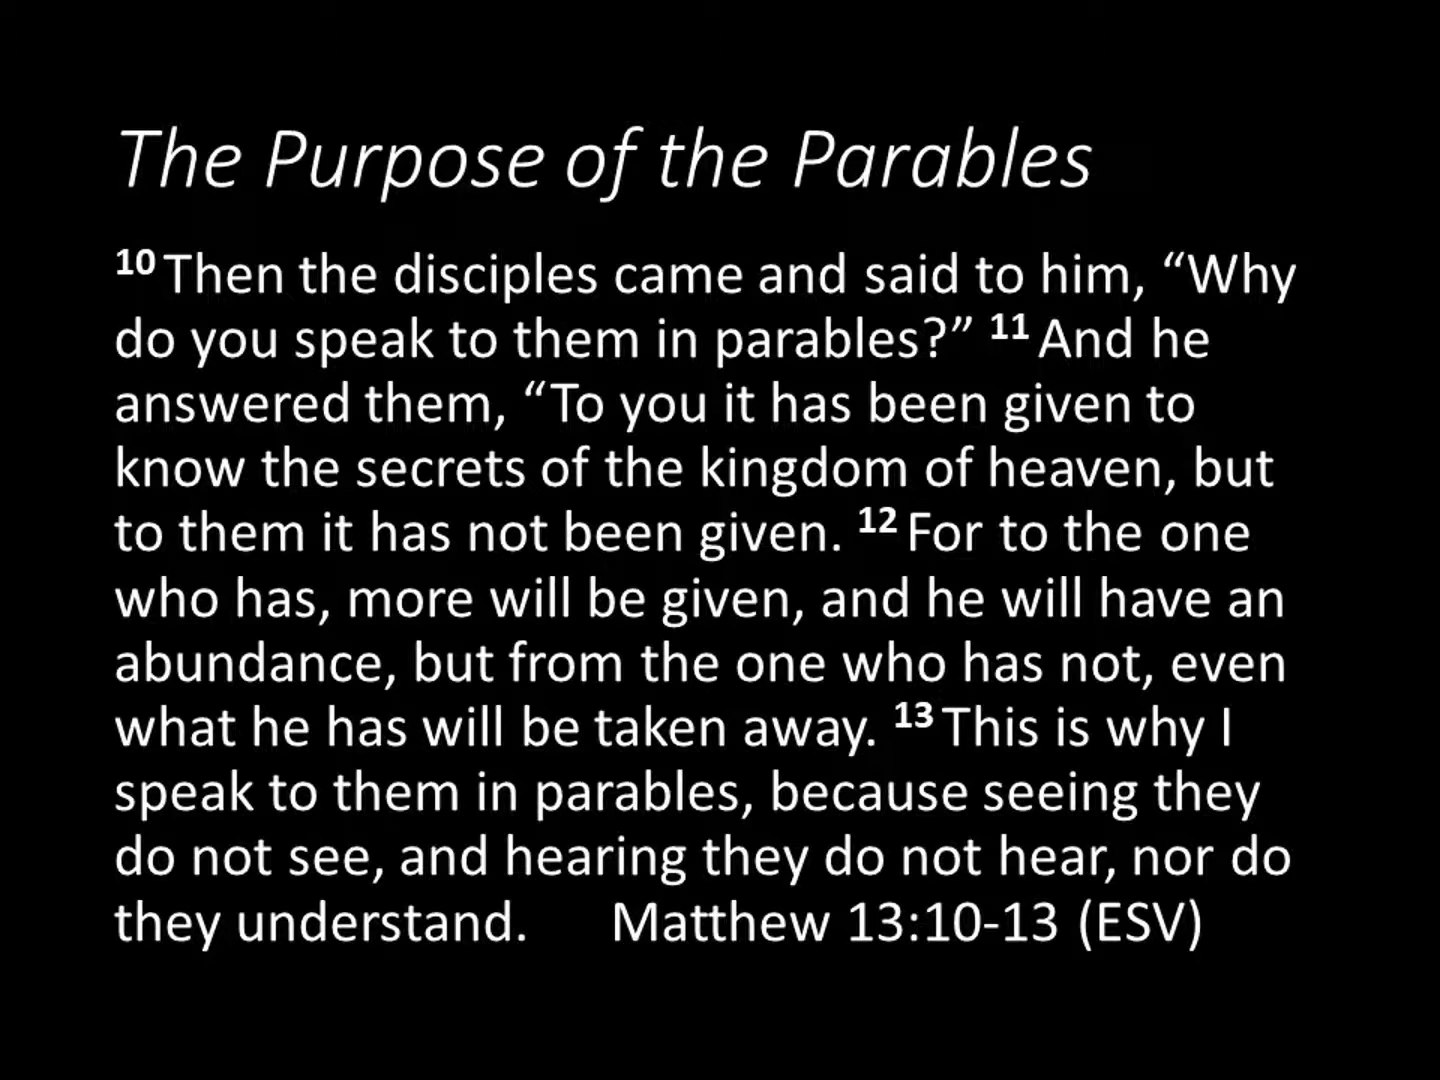 The Purpose of the Parables
10 Then the disciples came and said to him, “Why
do you speak to them in parables?” 11 And he
answered them, “To you it has been given to
know the secrets of the kingdom of heaven, but
to them it has not been given. 12 For to the one
who has, more will be given, and he will have an
abundance, but from the one who has not, even
what he has will be taken away. 13 This is why I
speak to them in parables, because seeing they
do not see, and hearing they do not hear, nor do
they understand. Matthew 13:10-13 (ESV)